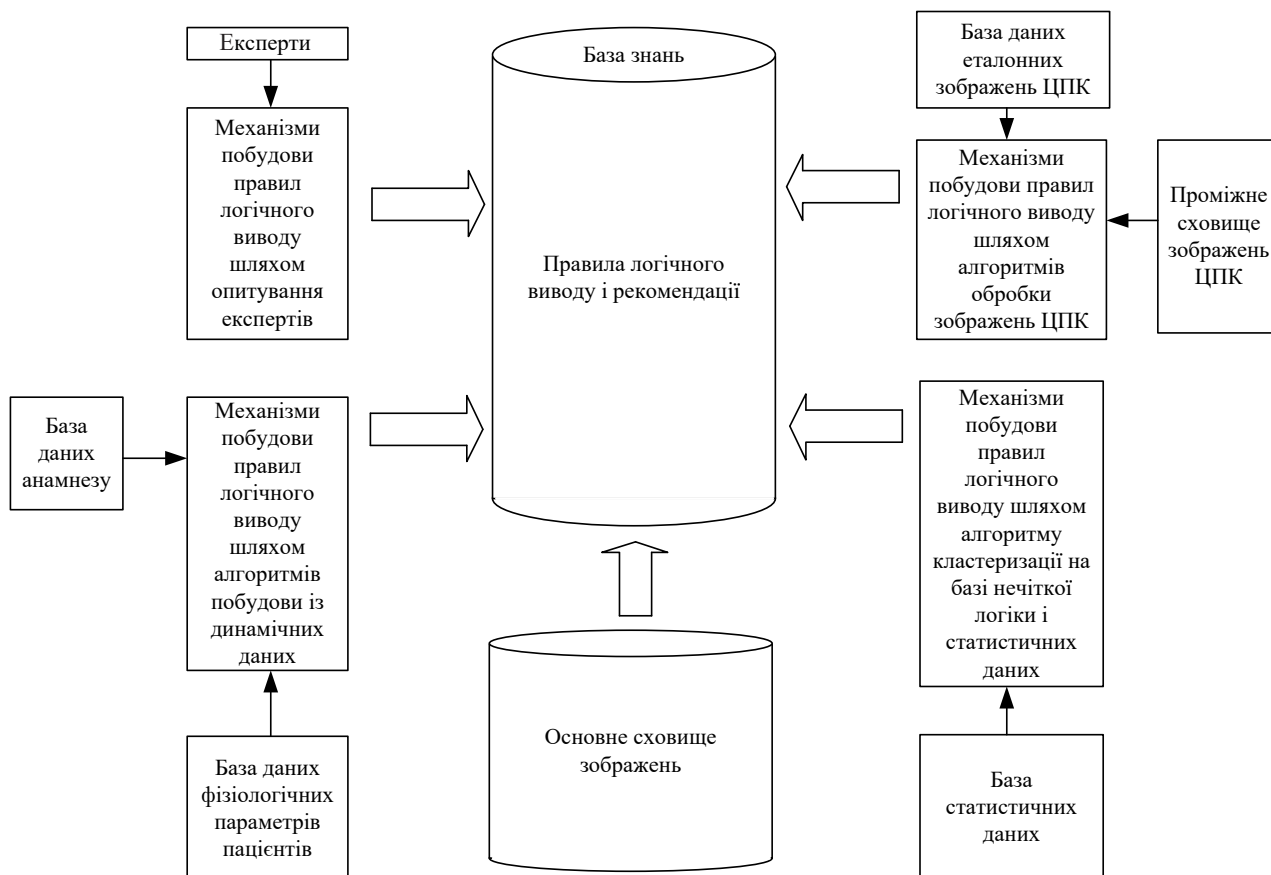 Експерти
Механізми
побудови
правил
логічного
виводу
шляхом
опитування
експертів
База знань
Правила логічного
виводу і рекомендації
База даних
еталонних
зображень ЦПК
Механізми
побудови правил
логічного виводу
шляхом
алгоритмів
обробки
зображень ЦПК
Проміжне
сховище
зображень
ЦПК
База
даних
анамнезу
Механізми
побудови
правил
логічного
виводу
шляхом
алгоритмів
побудови із
динамічних
даних
Механізми
побудови
правил
логічного
виводу шляхом
алгоритму
кластеризації на
базі нечіткої
логіки і
статистичних
даних
База даних
фізіологічних
параметрів
пацієнтів
Основне сховище
зображень
База
статистичних
даних